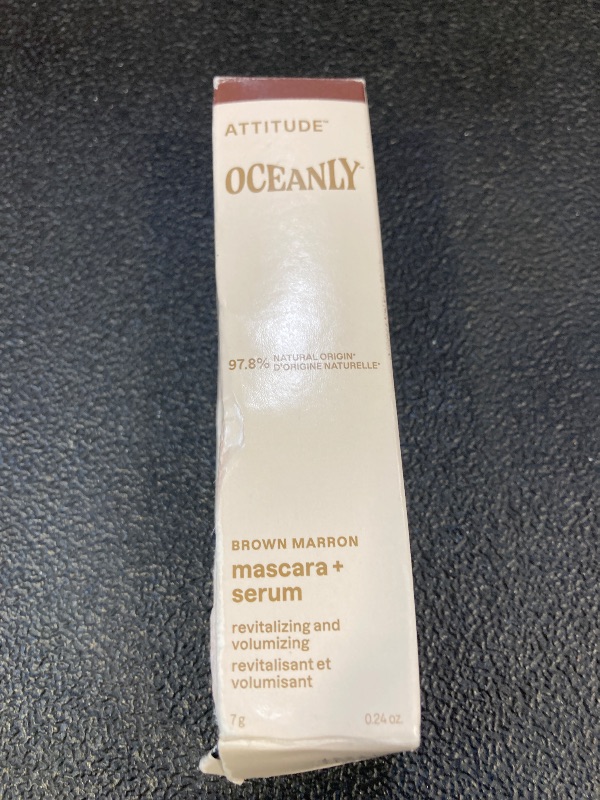 ATTITUDE™
OCEANLY™
97.8% NATURAL ORIGIN*
D'ORIGINE NATURELLE*
BROWN MARRON
mascara +
serum
revitalizing and
volumizing
revitalisant et
volumisant
7 g 0.24 oz.